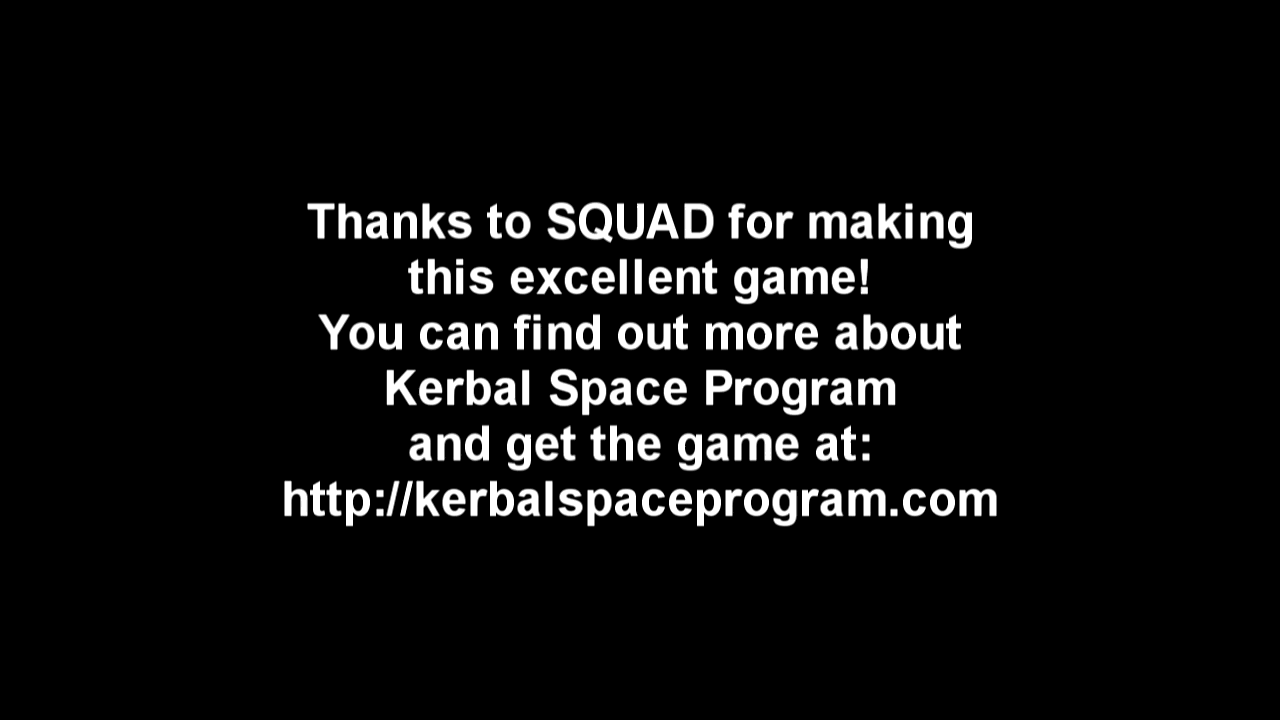 Thanks to SQUAD for making
this excellent game!
You can find out more about
Kerbal Space Program
and get the game at:
http://kerbalspaceprogram.com